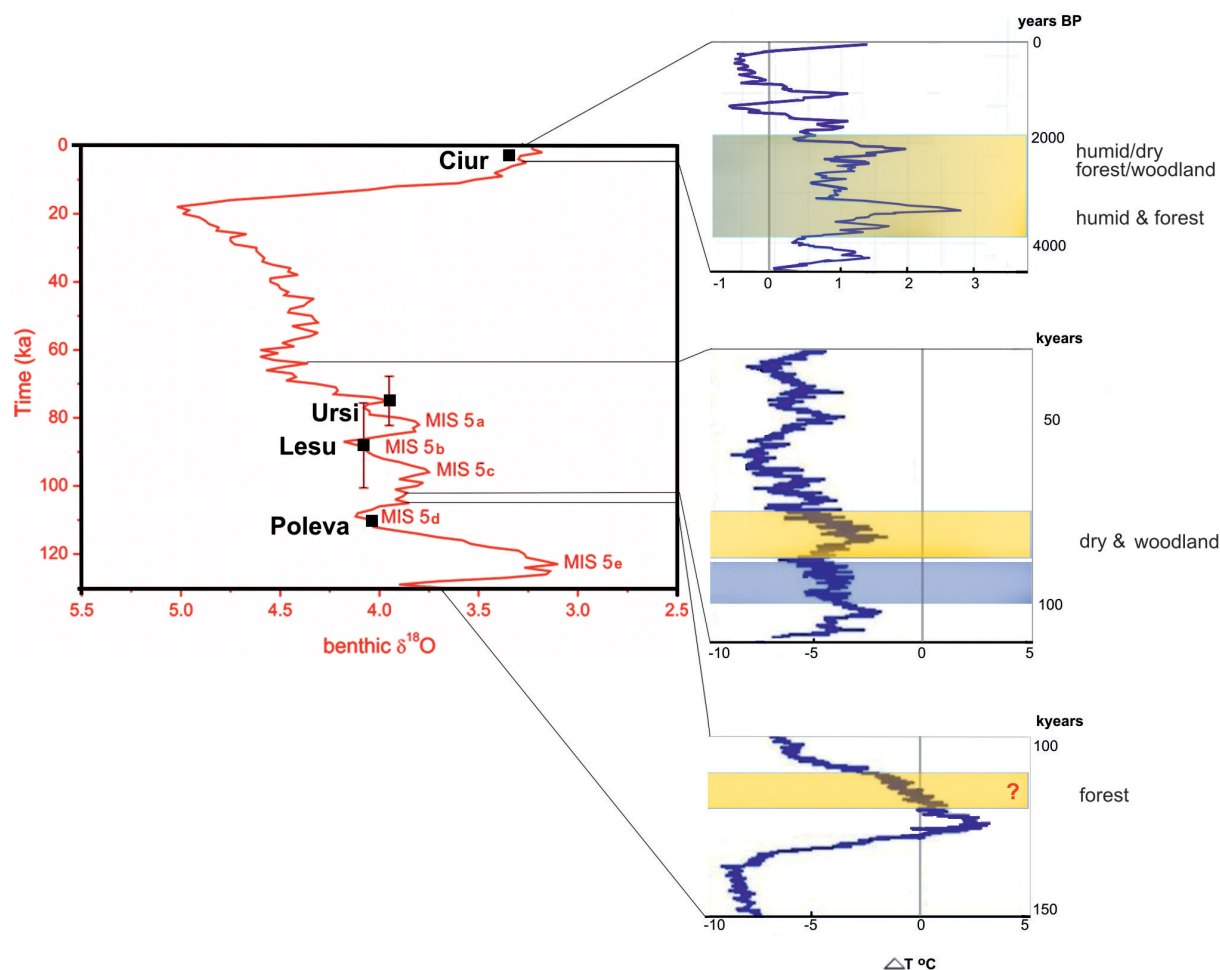 0
20
40
60
80
100
120
Time (ka)
5.5
5.0
4.5
4.0
3.5
3.0
2.5
benthic δ¹⁸O
Ciur
Ursi
Lesu
Poleva
MIS 5a
MIS 5b
MIS 5c
MIS 5d
MIS 5e
years BP
0
2000
4000
-1
0
1
2
3
humid/dry
forest/woodland
humid & forest
kyears
50
100
-10
-5
0
5
dry & woodland
kyears
100
150
?
-10
-5
0
5
forest
△T ºC